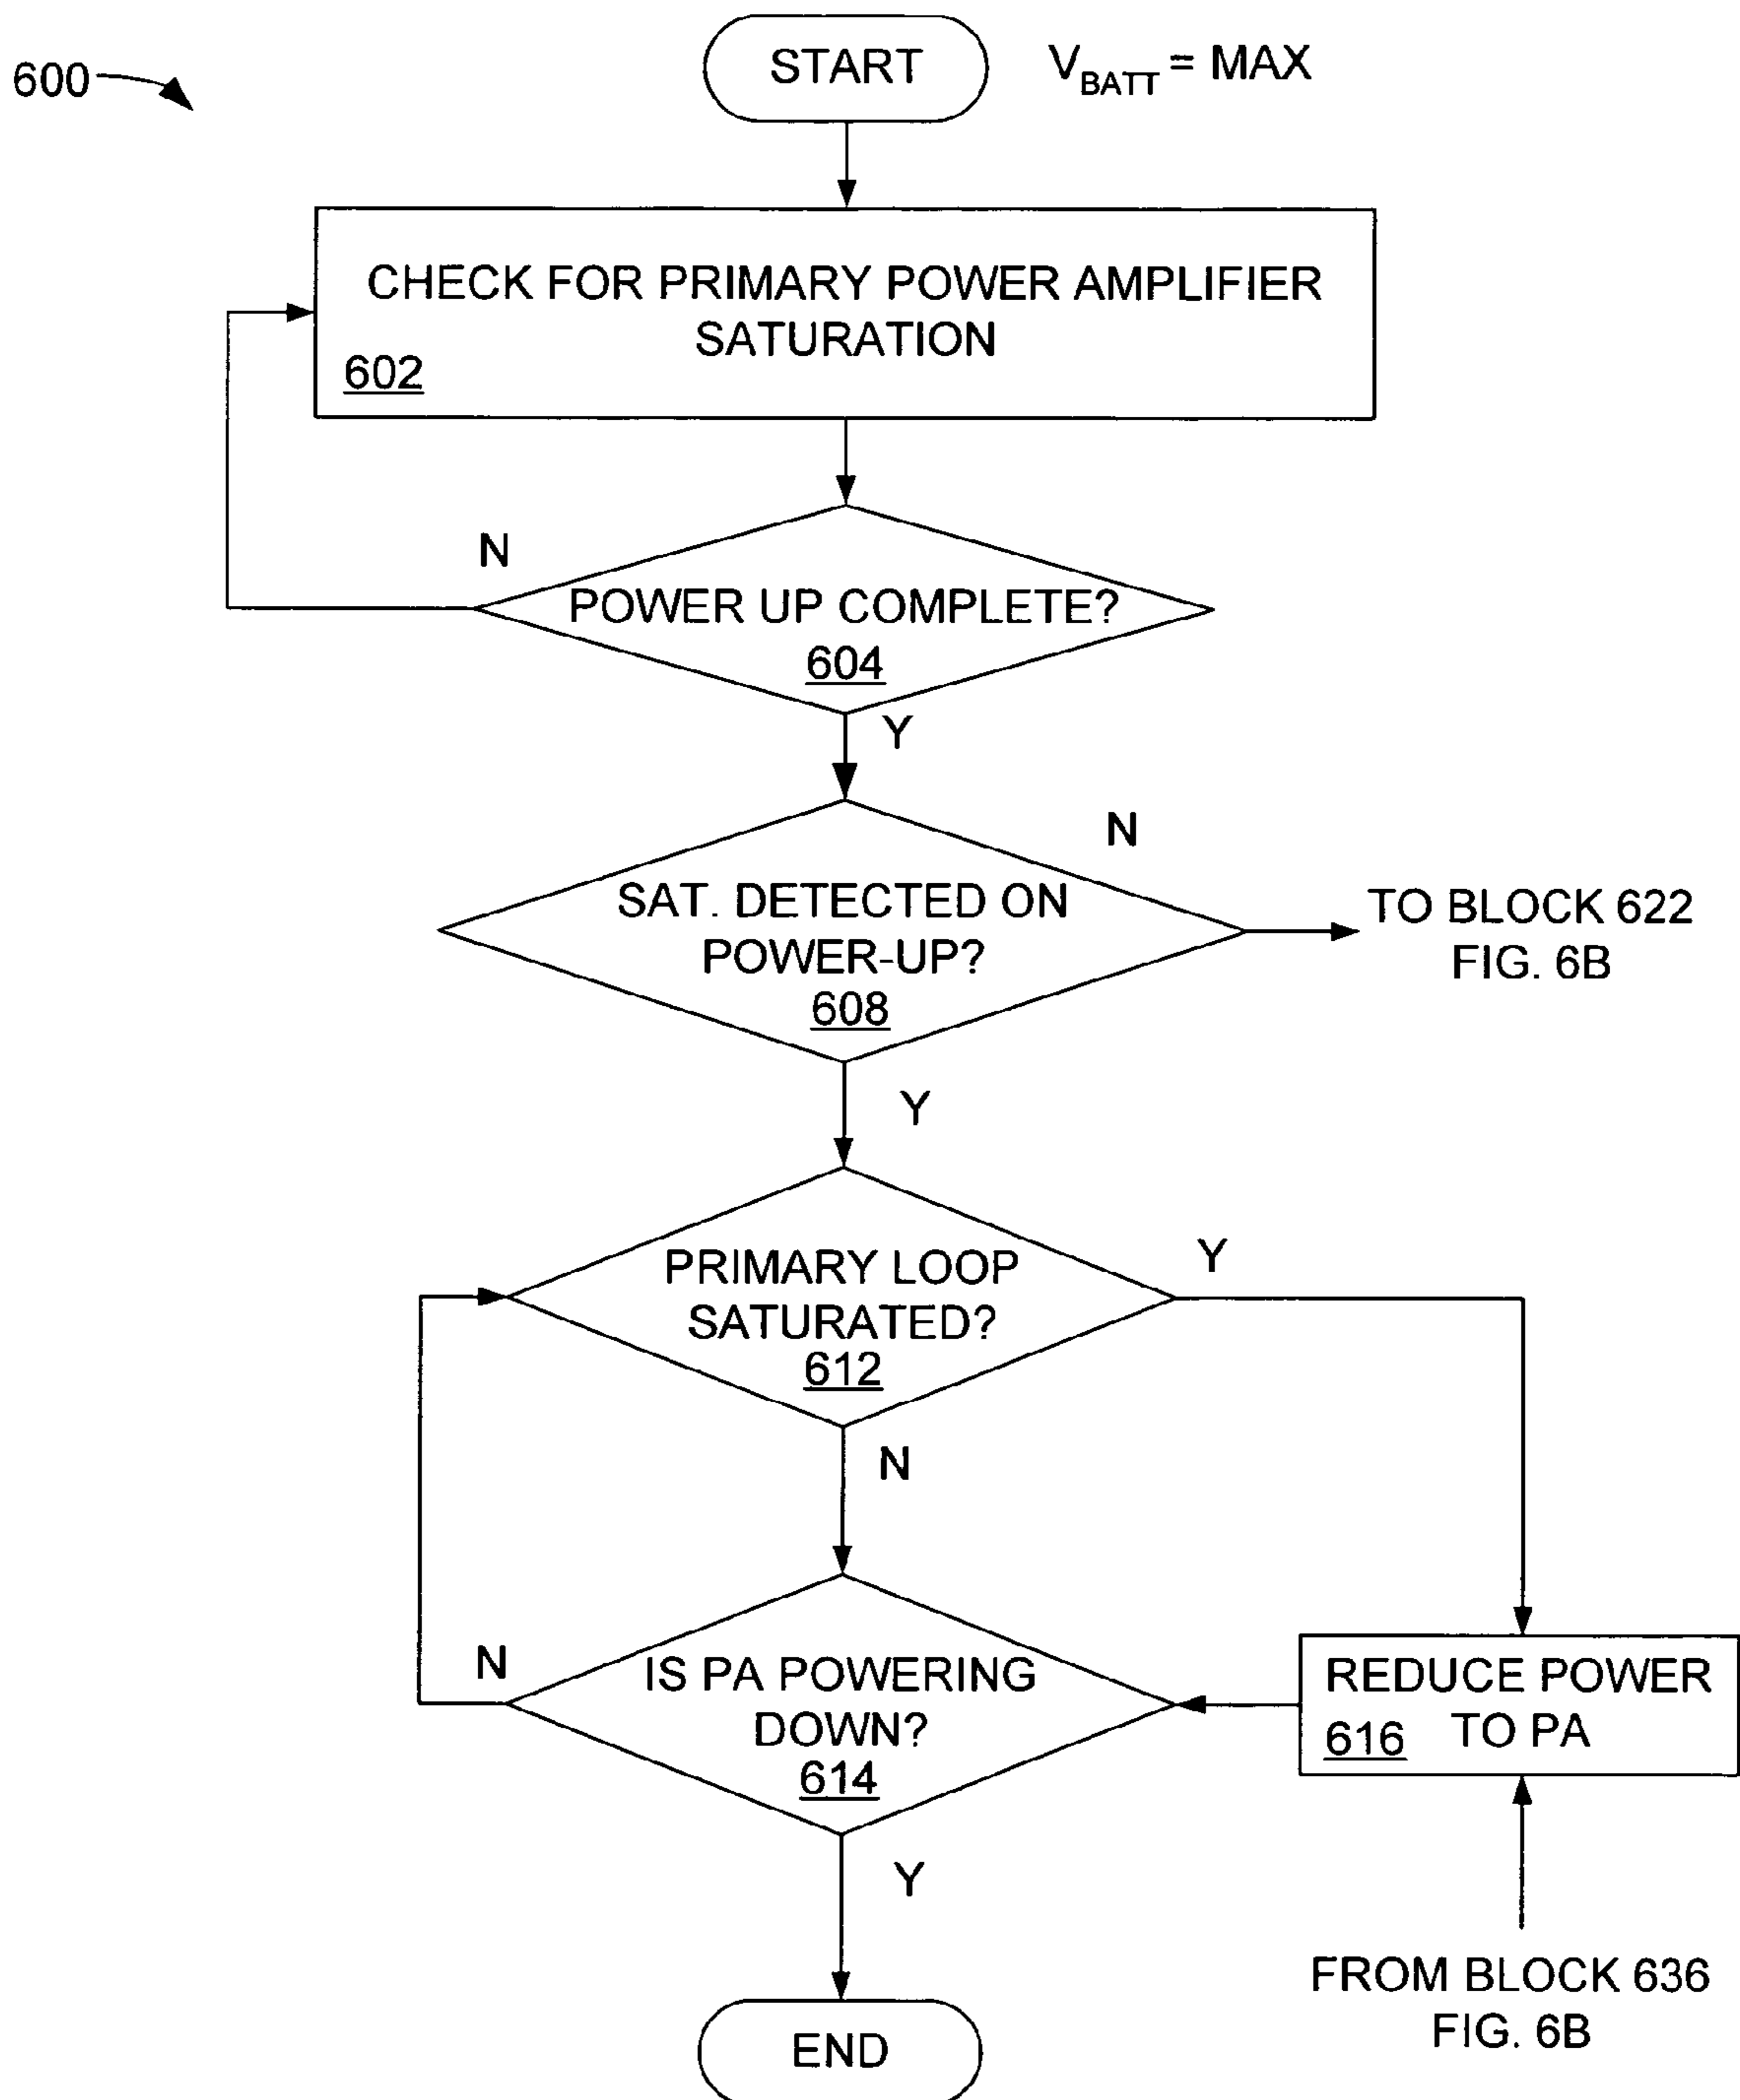 START
V_BATT = MAX
600
CHECK FOR PRIMARY POWER AMPLIFIER
SATURATION
602
N
POWER UP COMPLETE?
604
Y
N
SAT. DETECTED ON
POWER-UP?
608
TO BLOCK 622
FIG. 6B
Y
PRIMARY LOOP
SATURATED?
612
Y
N
N
IS PA POWERING
DOWN?
614
REDUCE POWER
616 TO PA
Y
FROM BLOCK 636
FIG. 6B
END